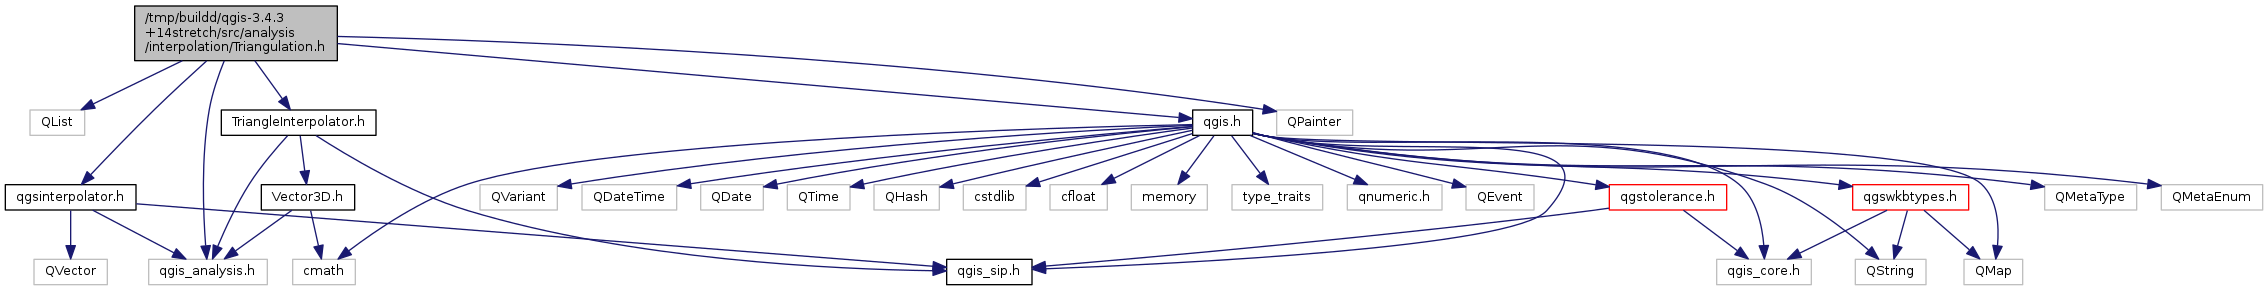 /tmp/buildd/qgis-3.4.3
+14stretch/src/analysis
/interpolation/Triangulation.h
QList
TriangleInterpolator.h
qgis.h
QPainter
qgsinterpolator.h
Vector3D.h
QVariant
QDateTime
QDate
QTime
QHash
cstdlib
cfloat
memory
type_traits
qnumeric.h
QEvent
qgstolerance.h
qgswkbtypes.h
QMetaType
QMetaEnum
QVector
qgis_analysis.h
cmath
qgis_sip.h
qgis_core.h
QString
QMap